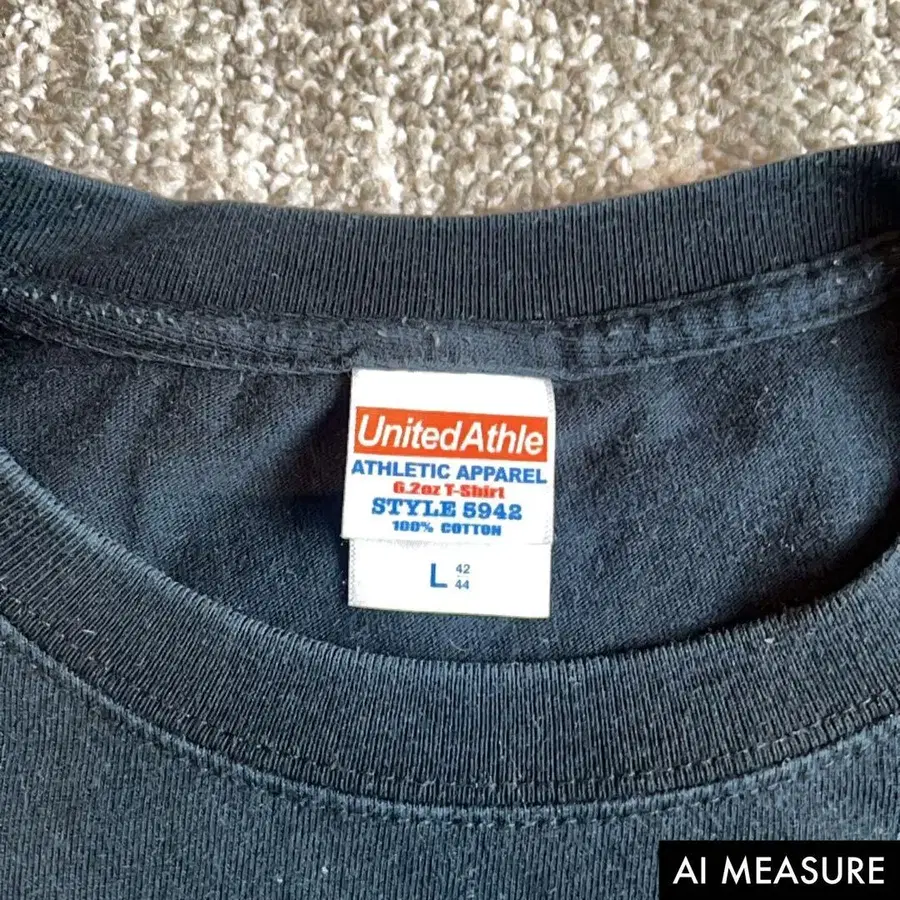 UnitedAthle
ATHLETIC APPAREL
6.2oz T-Shirt
STYLE 5942
100% COTTON
L 42
44
AI MEASURE